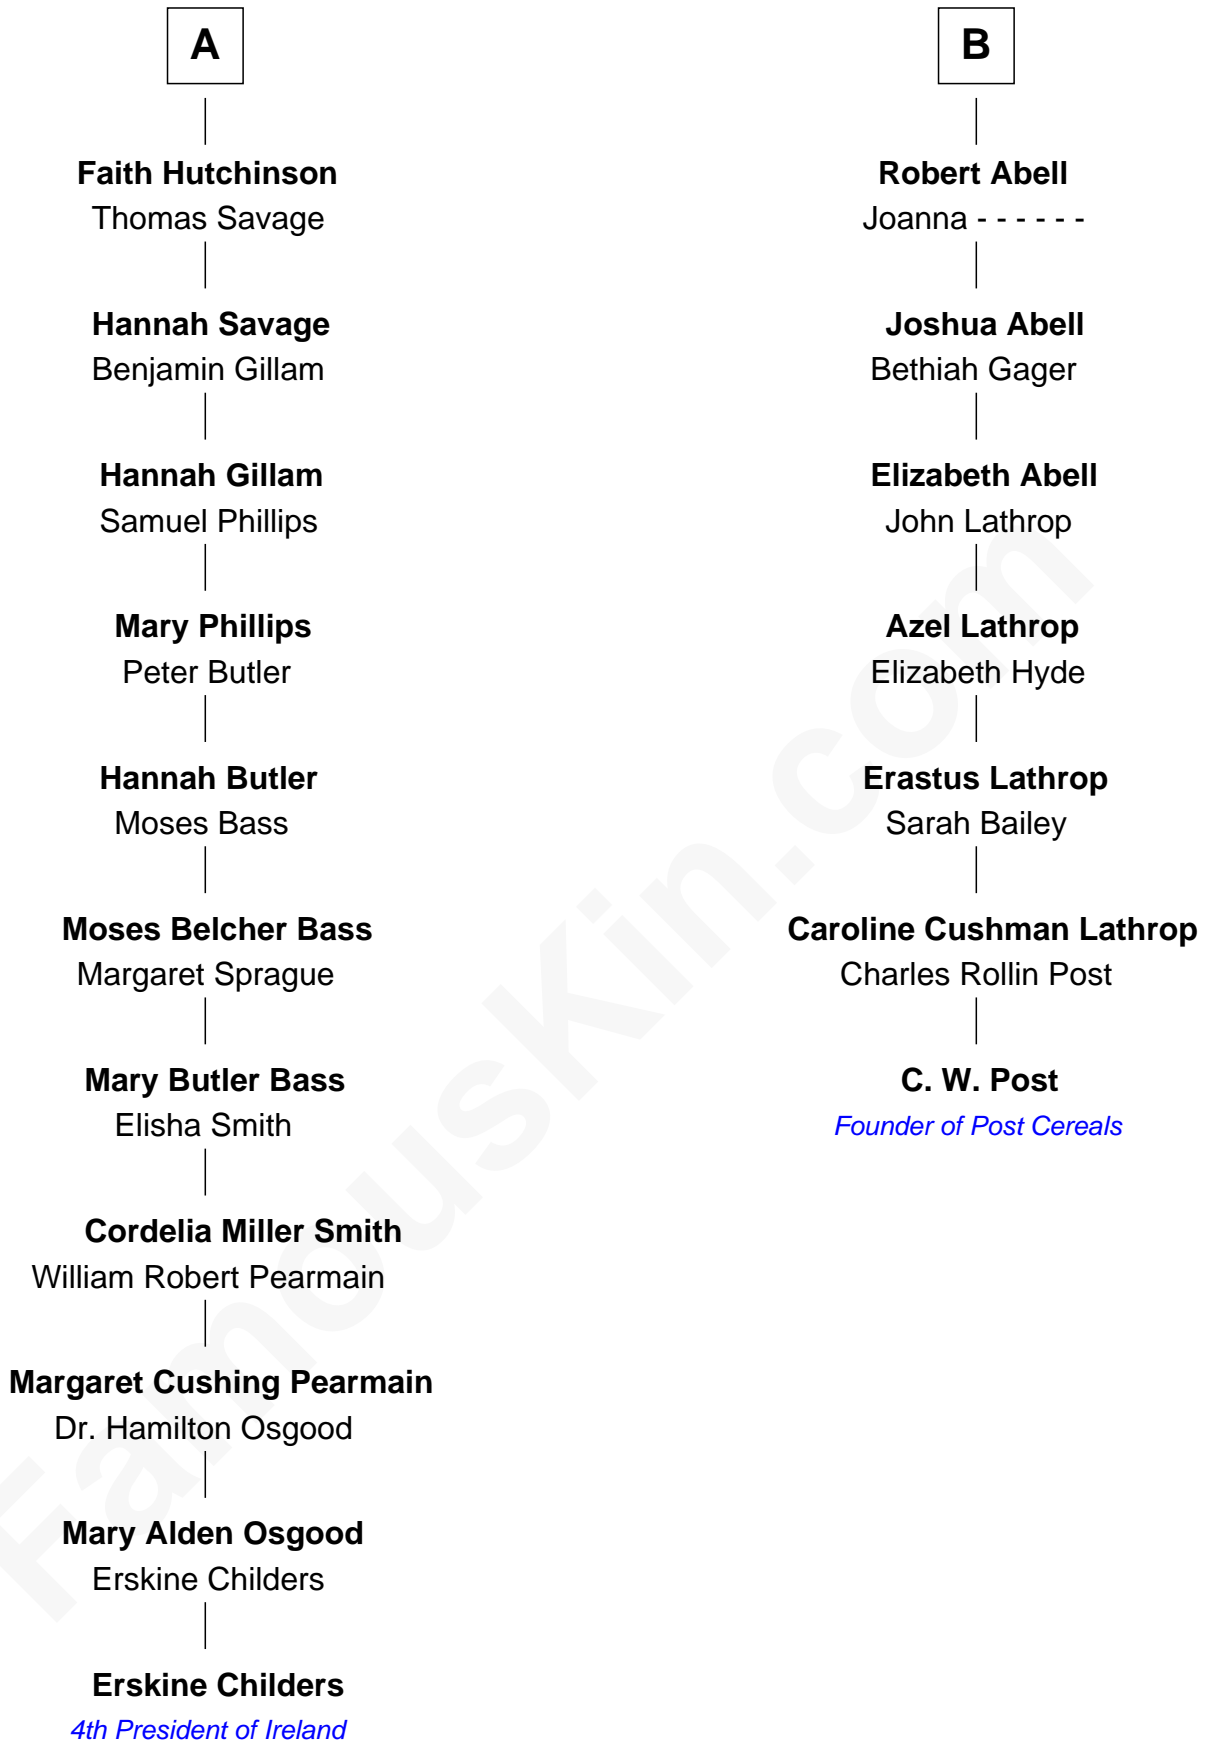 A
Faith Hutchinson
Thomas Savage
Hannah Savage
Benjamin Gillam
Hannah Gillam
Samuel Phillips
Mary Phillips
Peter Butler
Hannah Butler
Moses Bass
Moses Belcher Bass
Margaret Sprague
Mary Butler Bass
Elisha Smith
Cordelia Miller Smith
William Robert Pearmain
Margaret Cushing Pearmain
Dr. Hamilton Osgood
Mary Alden Osgood
Erskine Childers
Erskine Childers
4th President of Ireland
B
Robert Abell
Joanna - - - - - -
Joshua Abell
Bethiah Gager
Elizabeth Abell
John Lathrop
Azel Lathrop
Elizabeth Hyde
Erastus Lathrop
Sarah Bailey
Caroline Cushman Lathrop
Charles Rollin Post
C. W. Post
Founder of Post Cereals
FamousKin.com